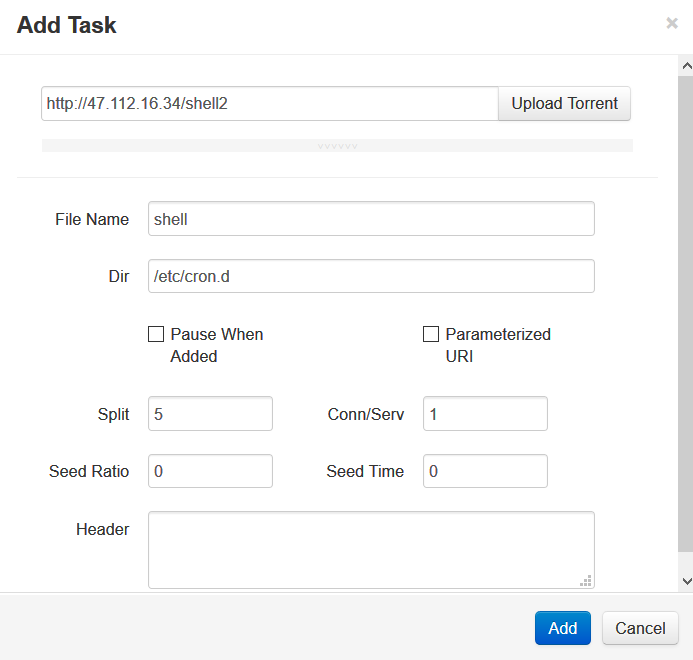 Add Task
×
http://47.112.16.34/shell2
Upload Torrent
vvvvvv
File Name
shell
Dir
/etc/cron.d
Pause When
Added
Parameterized
URI
Split
5
Conn/Serv
1
Seed Ratio
0
Seed Time
0
Header
Add
Cancel